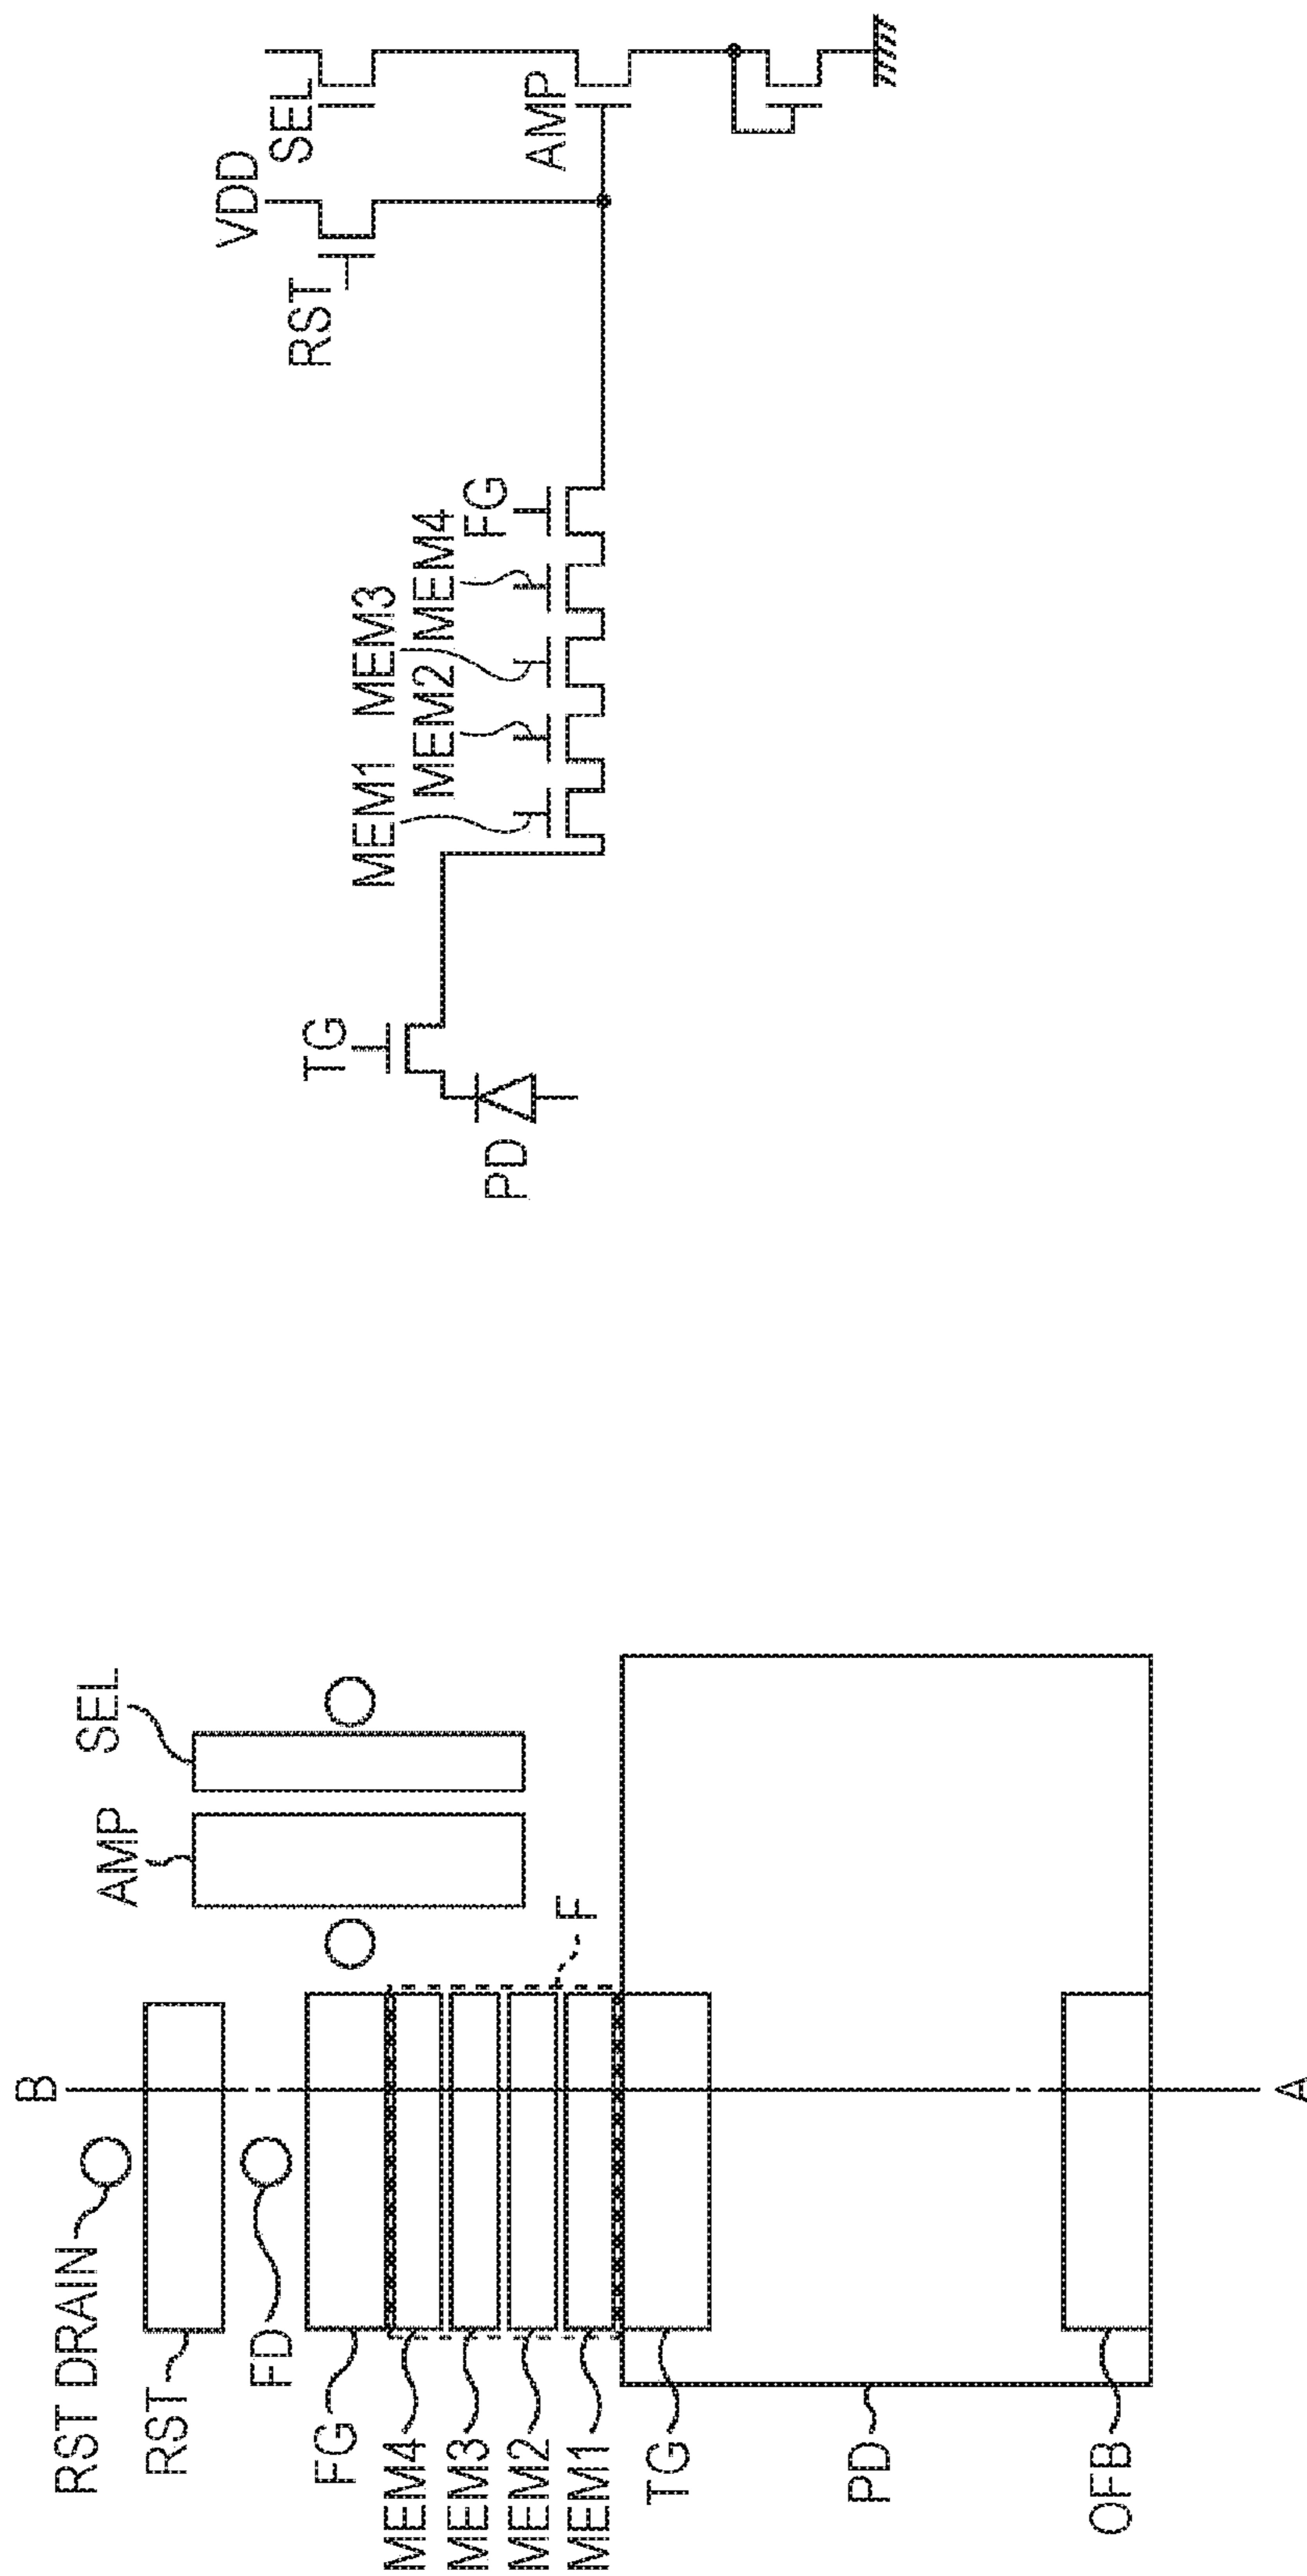 B
RST DRAIN
RST
FD
FG
MEM4
MEM3
MEM2
MEM1
TG
PD
OFB
A
AMP
SEL
F
PD
TG
MEM1
MEM2
MEM3
MEM4
FG
RST
VDD
SEL
AMP